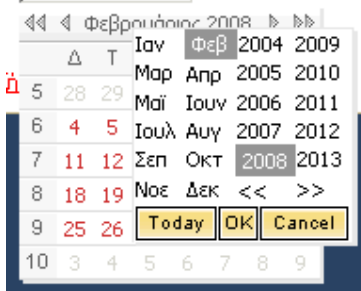 Φεβρουάριος 2008
Δ Τ
5 28 29
6 4 5
7 11 12
8 18 19
9 25 26
10 3 4 5 6 7 8 9
Ιαν Φεβ 2004 2009
Μαρ Απρ 2005 2010
Μαϊ Ιουν 2006 2011
Ιουλ Αυγ 2007 2012
Σεπ Οκτ 2008 2013
Νοε Δεκ << >>
Today OK Cancel